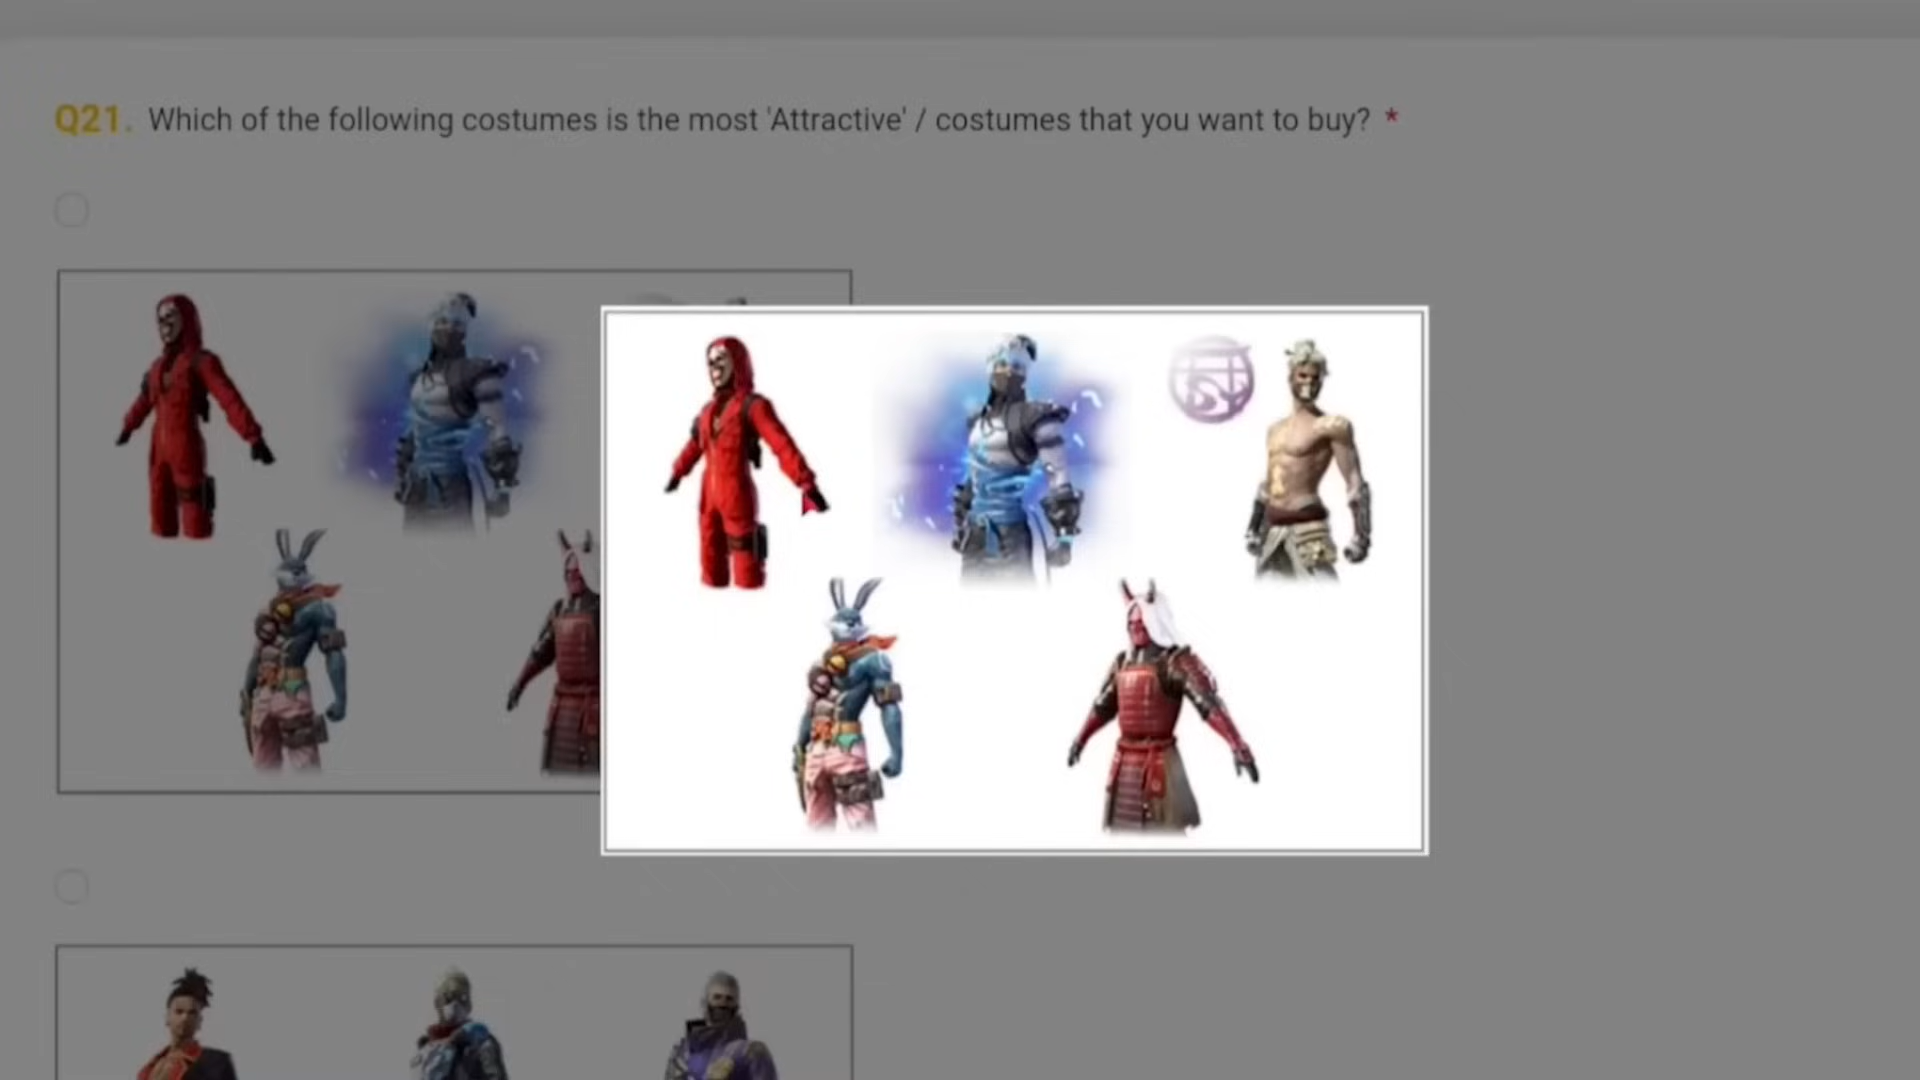 Q21. Which of the following costumes is the most 'Attractive' / costumes that you want to buy? *